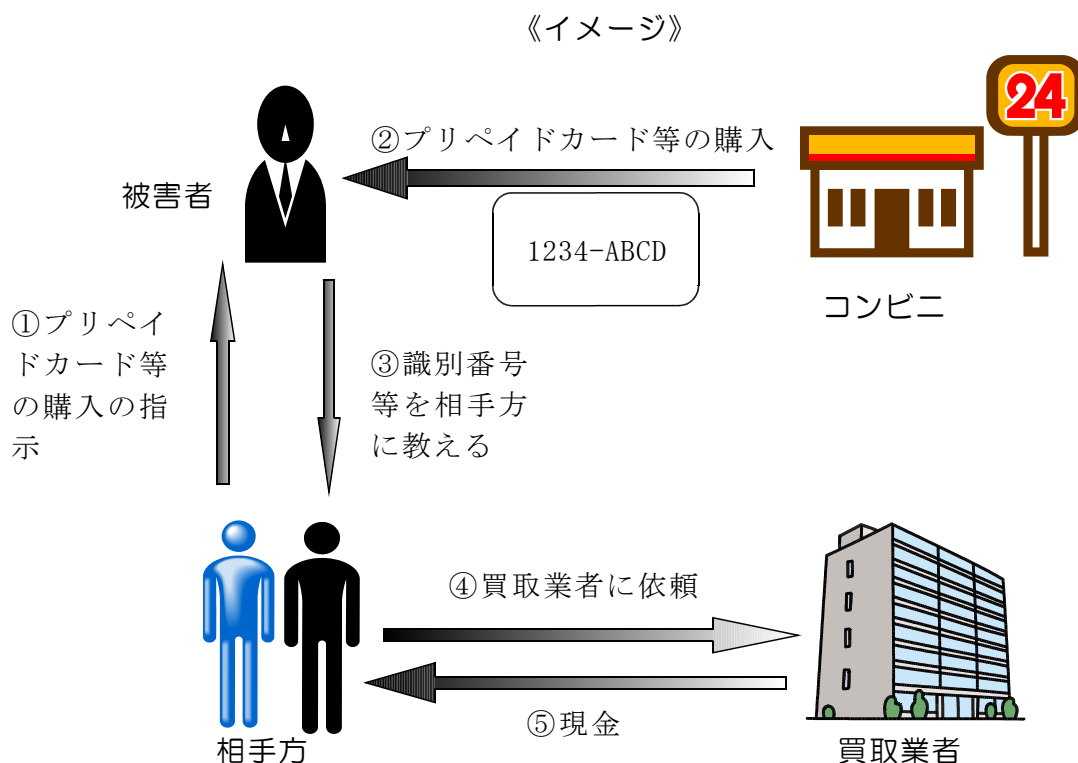 《イメージ》
24
②プリペイドカード等の購入
被害者
1234-ABCD
コンビニ
①プリペイ
ドカード等
の購入の指
示
③識別番号
等を相手方
に教える
④買取業者に依頼
⑤現金
相手方
買取業者